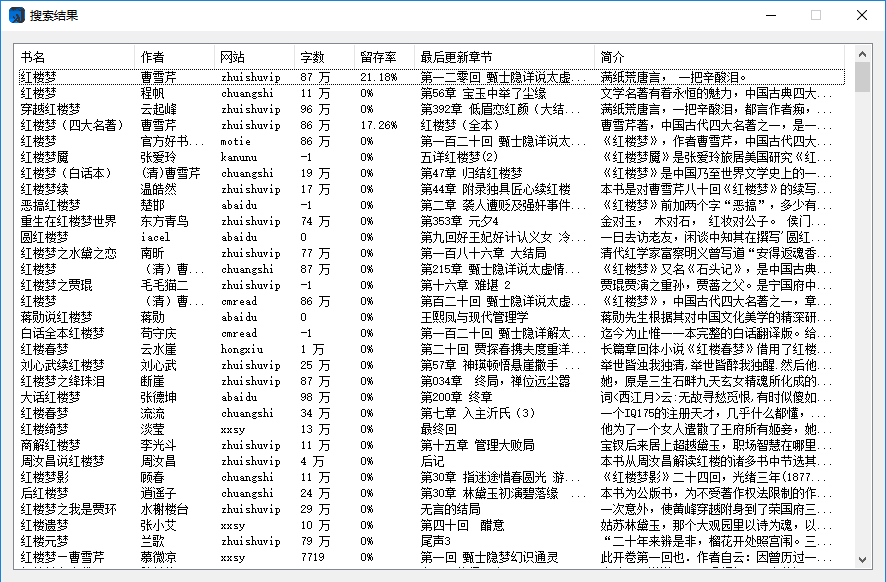 搜索结果
书名 作者 网站 字数 留存率 最后更新章节 简介
红楼梦 曹雪芹 zhuishuvip 87 万 21.18% 第一二零回 甄士隐详说太虚... 满纸荒唐言, 一把辛酸泪。
红楼梦 程帆 chuangshi 11 万 0% 第56章 宝玉中举了尘缘 文学名著有着永恒的魅力，中国古典四大...
穿越红楼梦 云起峰 zhuishuvip 96 万 0% 第392章 低眉恋红颜（大结... 满纸荒唐言，一把辛酸泪，都言作者痴，...
红楼梦（四大名著） 曹雪芹 zhuishuvip 86 万 17.26% 红楼梦（全本） 曹雪芹著，中国古代四大名著之一，是一...
红楼梦 官方好书... motie 86 万 0% 第一百二十回 甄士隐详说太... 《红楼梦》，作者曹雪芹，中国古代四大...
红楼梦魇 张爱玲 kanunu -1 0% 五详红楼梦(2) 《红楼梦魇》是张爱玲旅居美国研究《红...
红楼梦（白话本） (清)曹雪芹 chuangshi 19 万 0% 第47章 归结红楼梦 《红楼梦》是中国乃至世界文学史上的一...
红楼梦续 温皓然 zhuishuvip 17 万 0% 第44章 附录独具匠心续红楼 本书是对曹雪芹八十回《红楼梦》的续写...
恶搞红楼梦 楚邯 abaidu -1 0% 第二章 袭人遭贬及强奸事件... 《红楼梦》前加两个字“恶搞”，多少有...
重生在红楼梦世界 东方青鸟 zhuishuvip 74 万 0% 第353章 元夕4 金对玉， 木对石， 红妆对公子。 侯门...
圆红楼梦 iacel abaidu 0 0% 第九回好王妃好计认义女 冷... 一日去访老友，闲谈中知其在撰写'圆红...
红楼梦之水黛之恋 南昕 zhuishuvip 77 万 0% 第一百八十六章 大结局 清代红学家富察明义曾写道“安得返魂香...
红楼梦 （清）曹... chuangshi 87 万 0% 第215章 甄士隐详说太虚情... 《红楼梦》又名《石头记》，是中国古典...
红楼梦之贾琨 毛毛猫二 zhuishuvip -1 0% 第十六章 难堪 2 贾琨贾演之重孙，贾蔷之父。是宁国府中...
红楼梦 （清）曹... cmread 86 万 0% 第百二十回 甄士隐详说太虚... 《红楼梦》，中国古代四大名著之一，章...
蒋勋说红楼梦 蒋勋 abaidu 0 0% 王熙凤与现代管理学 蒋勋先生根据其对中国文化美学的精深研...
白话全本红楼梦 苟守庆 cmread -1 0% 第一百二十回 甄士隐详解太... 迄今为止惟一一本完整的白话翻译版。给...
红楼春梦 云水崖 hongxiu 1 万 0% 第二十回 贾探春携夫度重洋... 长篇章回体小说《红楼春梦》借用了红楼...
刘心武续红楼梦 刘心武 zhuishuvip 25 万 0% 第57章 神瑛顿悟悬崖撒手 ... 举世皆浊我独清,举世皆醉我独醒.然后他...
红楼梦之绛珠泪 断崖 zhuishuvip 87 万 0% 第034章 终局，禅位远尘嚣 她，原是三生石畔九天玄女精魂所化成的...
大话红楼梦 张德坤 abaidu 98 万 0% 第200章 终章 词《西江月》云:无故寻愁觅恨,有时似傻如...
红楼春梦 流流 chuangshi 34 万 0% 第七章 入主沂氏（3） 一个IQ175的注册天才，几乎什么都懂，...
红楼绮梦 淡莹 xxsy 13 万 0% 最终回 他为了一个女人遣散了王府所有姬妾，她...
商解红楼梦 李光斗 zhuishuvip 11 万 0% 第十五章 管理大败局 宝钗后来居上超越黛玉，职场智慧在哪里...
周汝昌说红楼梦 周汝昌 zhuishuvip 4 万 0% 后记 本书从周汝昌解读红楼的诸多书中节选其...
红楼梦影 顾春 chuangshi 11 万 0% 第30章 指迷途惜春圆光 游... 《红楼梦影》二十四回，光绪三年(1877...
后红楼梦 逍遥子 chuangshi 24 万 0% 第30章 林黛玉初演碧落缘 ... 本书为公版书，为不受著作权法限制的作...
红楼梦之我是贾环 水榭楼台 zhuishuvip 29 万 0% 无言的结局 一次意外，使黄峰穿越附身到了荣国府三...
红楼遗梦 张小艾 xxsy 10 万 0% 第四十回 醋意 姑苏林黛玉，那个大观园里以诗为魂，以...
红楼元梦 兰歌 zhuishuvip 79 万 0% 尾声3 “二十年来辨是非，榴花开处照宫闱。三...
红楼梦－曹雪芹 慕微凉 xxsy 7719 0% 第一回 甄士隐梦幻识通灵 此开卷第一回也．作者自云：因曾历过一...